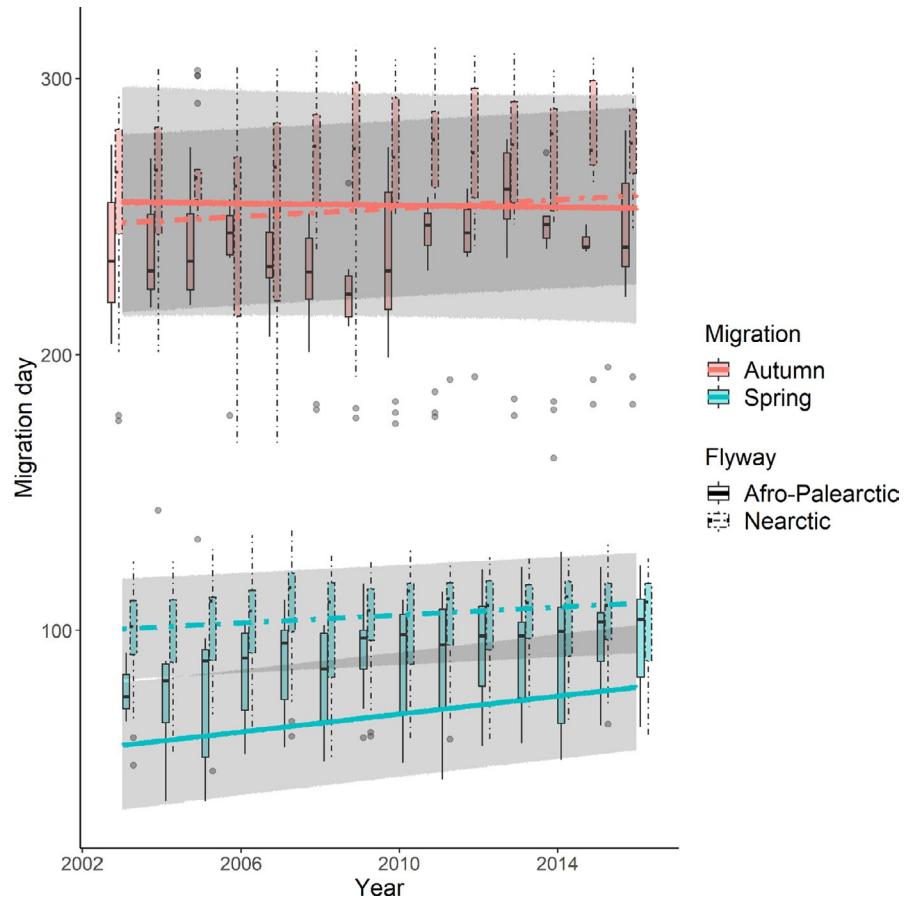 300
200
100
Migration day
2002
2006
2010
2014
Year
Migration
Autumn
Spring
Flyway
Afro-Palearctic
Nearctic